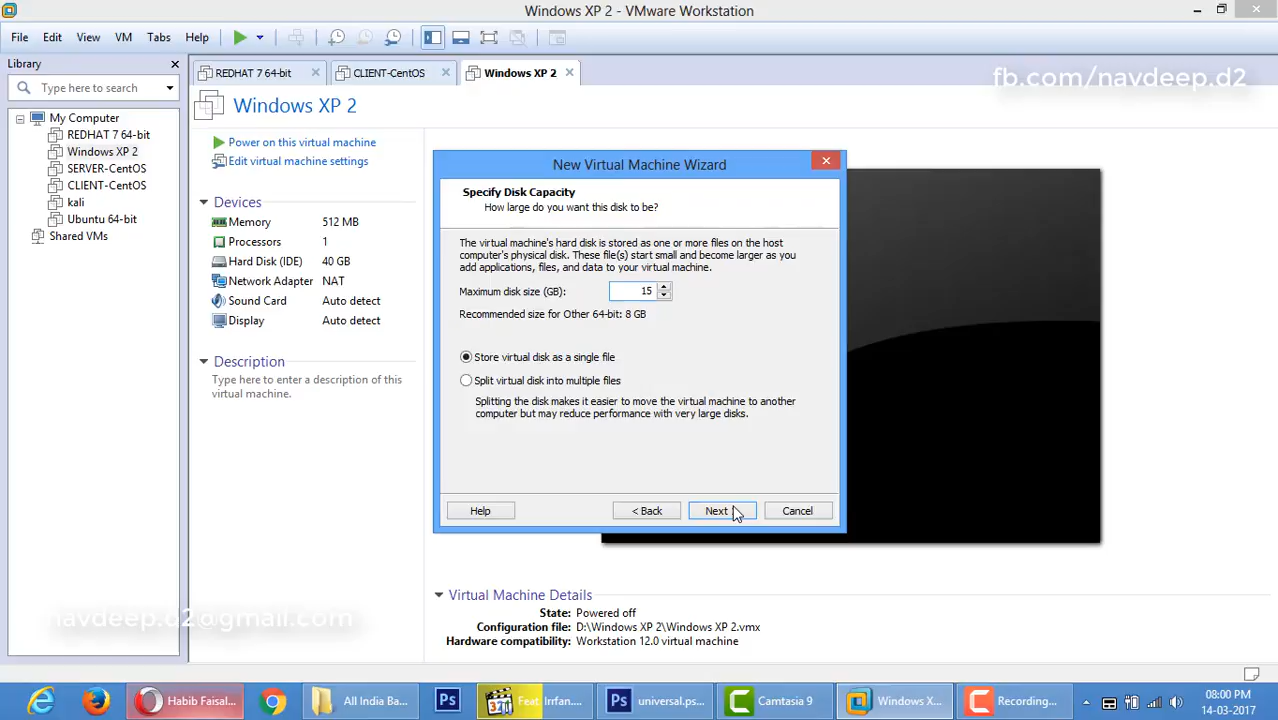 Windows XP 2 - VMware Workstation
File Edit View VM Tabs Help
Library
Type here to search
My Computer
REDHAT 7 64-bit
Windows XP 2
SERVER-CentOS
CLIENT-CentOS
kali
Ubuntu 64-bit
Shared VMs
REDHAT 7 64-bit
CLIENT-CentOS
Windows XP 2
fb.com/navdeep.d2
Windows XP 2
Power on this virtual machine
Edit virtual machine settings
Devices
Memory 512 MB
Processors 1
Hard Disk (IDE) 40 GB
Network Adapter NAT
Sound Card Auto detect
Display Auto detect
Description
Type here to enter a description of this
virtual machine.
New Virtual Machine Wizard
Specify Disk Capacity
How large do you want this disk to be?
The virtual machine's hard disk is stored as one or more files on the host
computer's physical disk. These file(s) start small and become larger as you
add applications, files, and data to your virtual machine.
Maximum disk size (GB): 15
Recommended size for Other 64-bit: 8 GB
Store virtual disk as a single file
Split virtual disk into multiple files
Splitting the disk makes it easier to move the virtual machine to another
computer but may reduce performance with very large disks.
Help < Back Next Cancel
Virtual Machine Details
State: Powered off
Configuration file: D:\Windows XP 2\Windows XP 2.vmx
Hardware compatibility: Workstation 12.0 virtual machine
navdeep.d2@gmail.com
Habib Faisal...
All India Ba...
Ps
321
Feat Irfan...
Ps
universal.ps...
Camtasia 9
Windows X...
Recording...
08:00 PM
14-03-2017